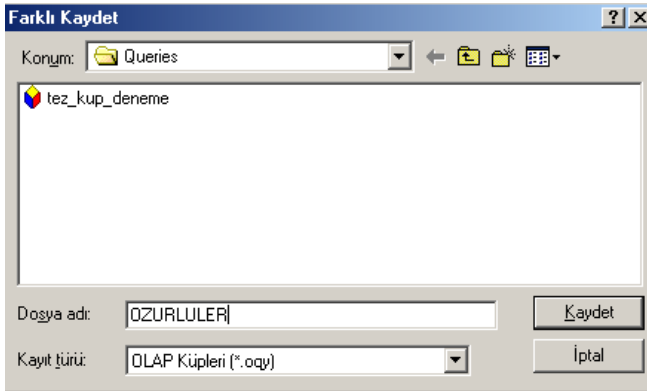 Farklı Kaydet
Konum: Queries
tez_kup_deneme
Dosya adı: OZURLULER Kaydet
Kayıt türü: OLAP Küpleri (*.oqy) İptal